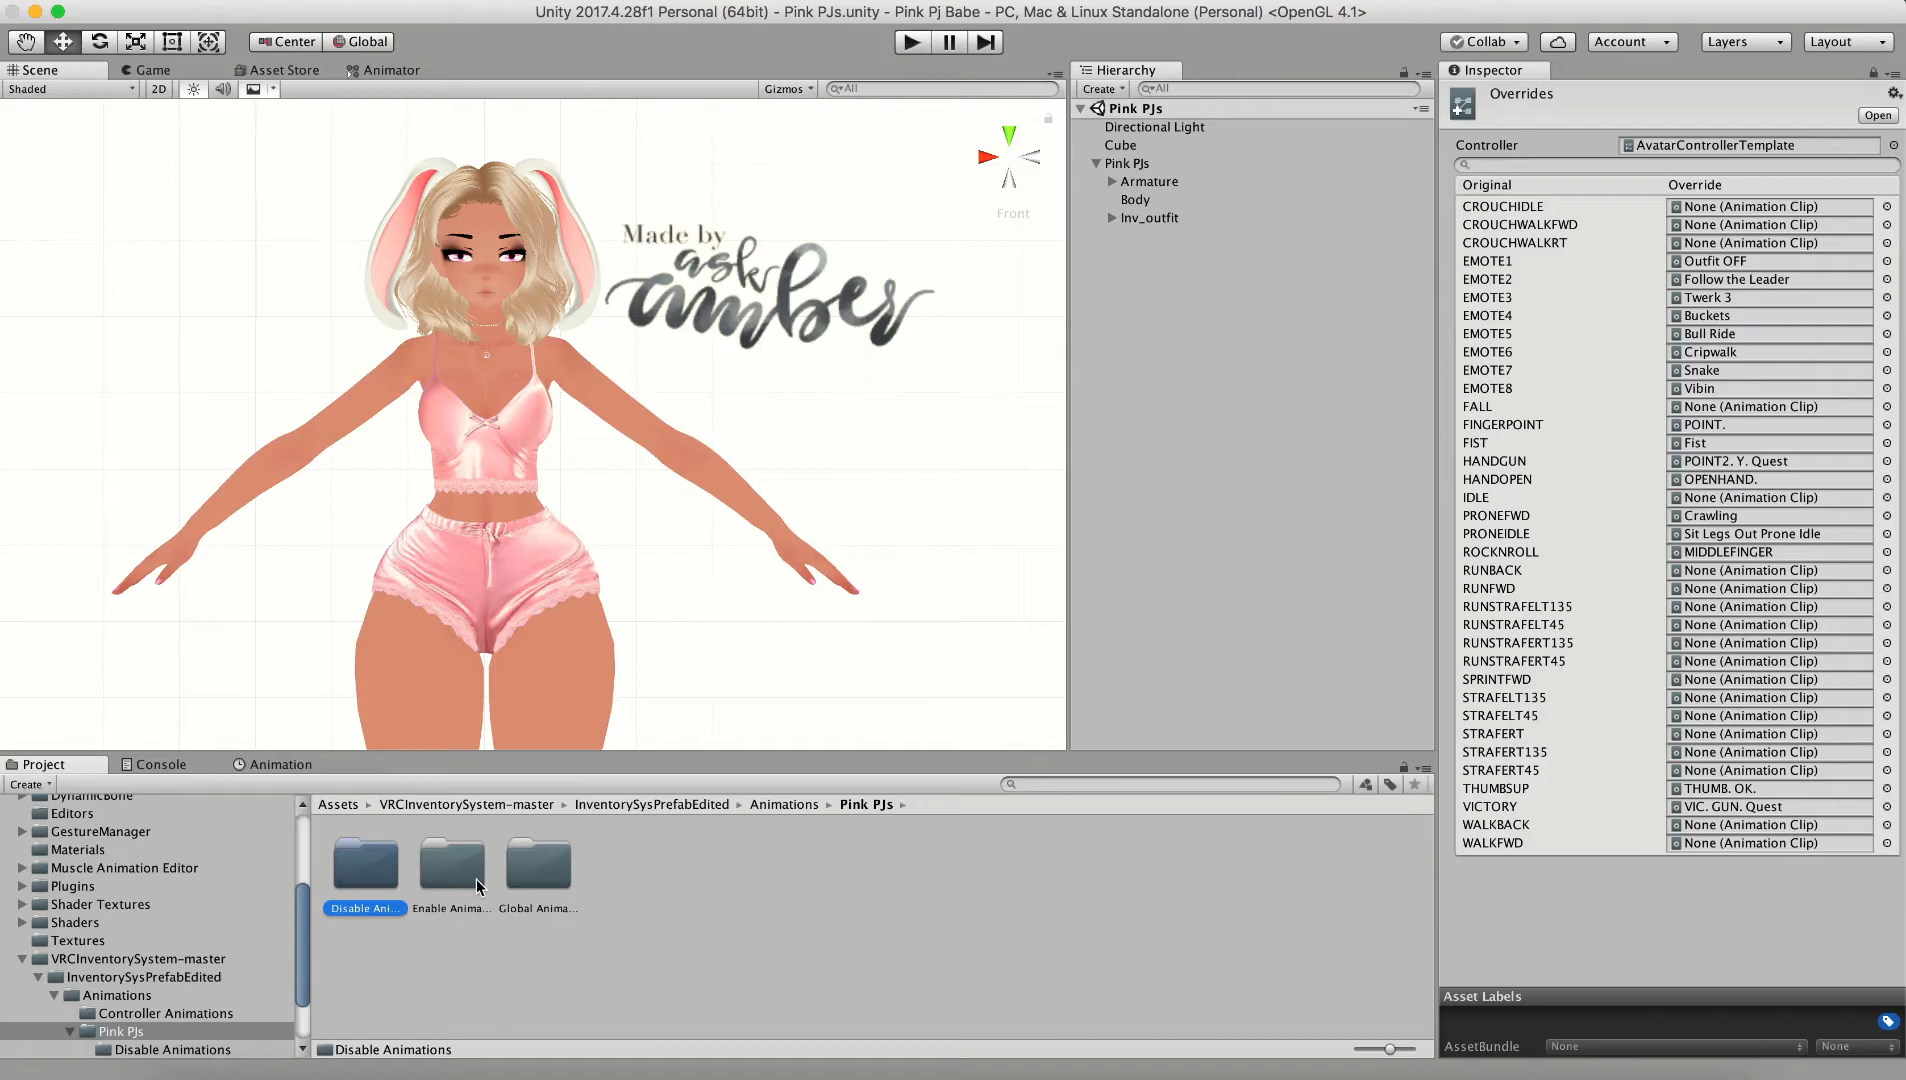 Unity 2017.4.28f1 Personal (64bit) - Pink PJs.unity - Pink Pj Babe - PC, Mac & Linux Standalone (Personal) <OpenGL 4.1>
Center Global
Collab Account Layers Layout
Scene Game Asset Store Animator
Shaded 2D Gizmos All
Front
Made by
ask
amber
Hierarchy
Create All
Pink PJs
Directional Light
Cube
Pink PJs
Armature
Body
Inv_outfit
Inspector
Overrides
Open
Controller AvatarControllerTemplate
Original Override
CROUCHIDLE None (Animation Clip)
CROUCHWALKFWD None (Animation Clip)
CROUCHWALKRT None (Animation Clip)
EMOTE1 Outfit OFF
EMOTE2 Follow the Leader
EMOTE3 Twerk 3
EMOTE4 Buckets
EMOTE5 Bull Ride
EMOTE6 Cripwalk
EMOTE7 Snake
EMOTE8 Vibin
FALL None (Animation Clip)
FINGERPOINT POINT.
FIST Fist
HANDGUN POINT2. Y. Quest
HANDOPEN OPENHAND.
IDLE None (Animation Clip)
PRONEFWD Crawling
PRONEIDLE Sit Legs Out Prone Idle
ROCKNROLL MIDDLEFINGER
RUNBACK None (Animation Clip)
RUNFWD None (Animation Clip)
RUNSTRAFELT135 None (Animation Clip)
RUNSTRAFELT45 None (Animation Clip)
RUNSTRAFERT135 None (Animation Clip)
RUNSTRAFERT45 None (Animation Clip)
SPRINTFWD None (Animation Clip)
STRAFELT135 None (Animation Clip)
STRAFELT45 None (Animation Clip)
STRAFERT None (Animation Clip)
STRAFERT135 None (Animation Clip)
STRAFERT45 None (Animation Clip)
THUMBSUP THUMB. OK.
VICTORY VIC. GUN. Quest
WALKBACK None (Animation Clip)
WALKFWD None (Animation Clip)
Asset Labels
AssetBundle None None
Project Console Animation
Create
DynamicBone
Editors
GestureManager
Materials
Muscle Animation Editor
Plugins
Shader Textures
Shaders
Textures
VRCInventorySystem-master
InventorySysPrefabEdited
Animations
Controller Animations
Pink PJs
Disable Animations
Assets VRCInventorySystem-master InventorySysPrefabEdited Animations Pink PJs
Disable Ani... Enable Anima... Global Anima...
Disable Animations